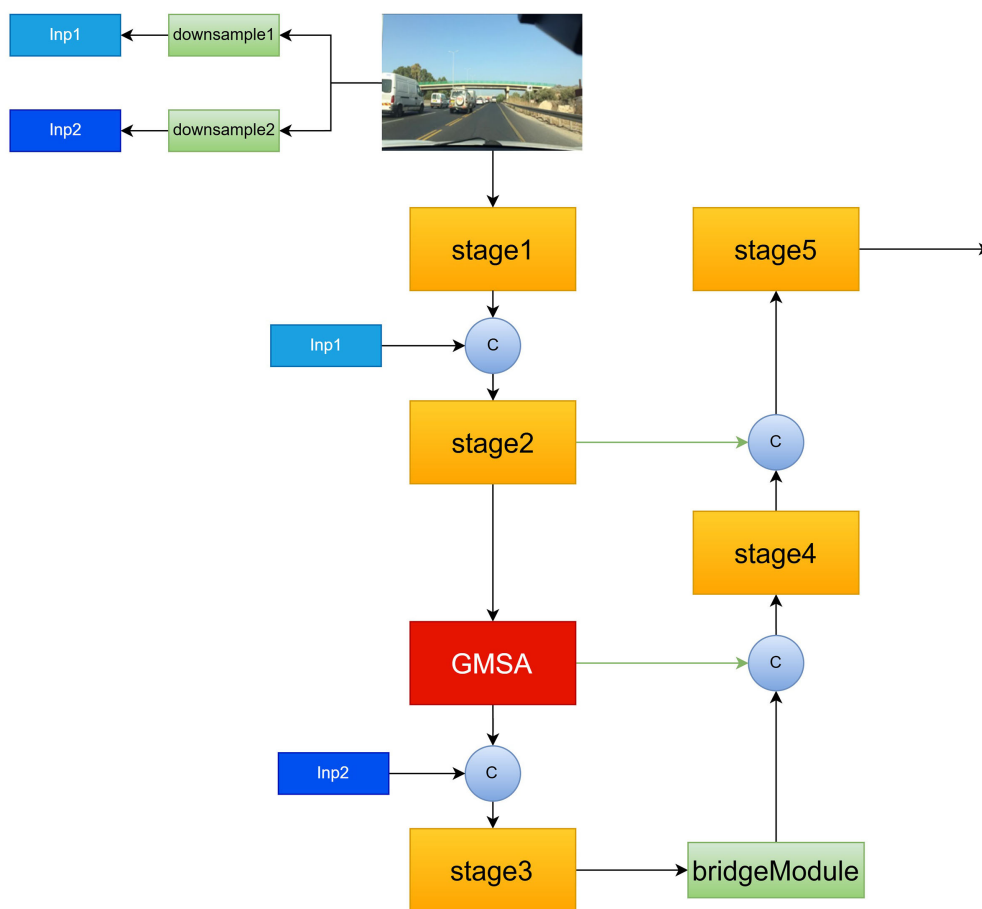 Inp1
downsample1
Inp2
downsample2
stage1
stage5
Inp1
C
stage2
C
stage4
GMSA
C
Inp2
C
stage3
bridgeModule